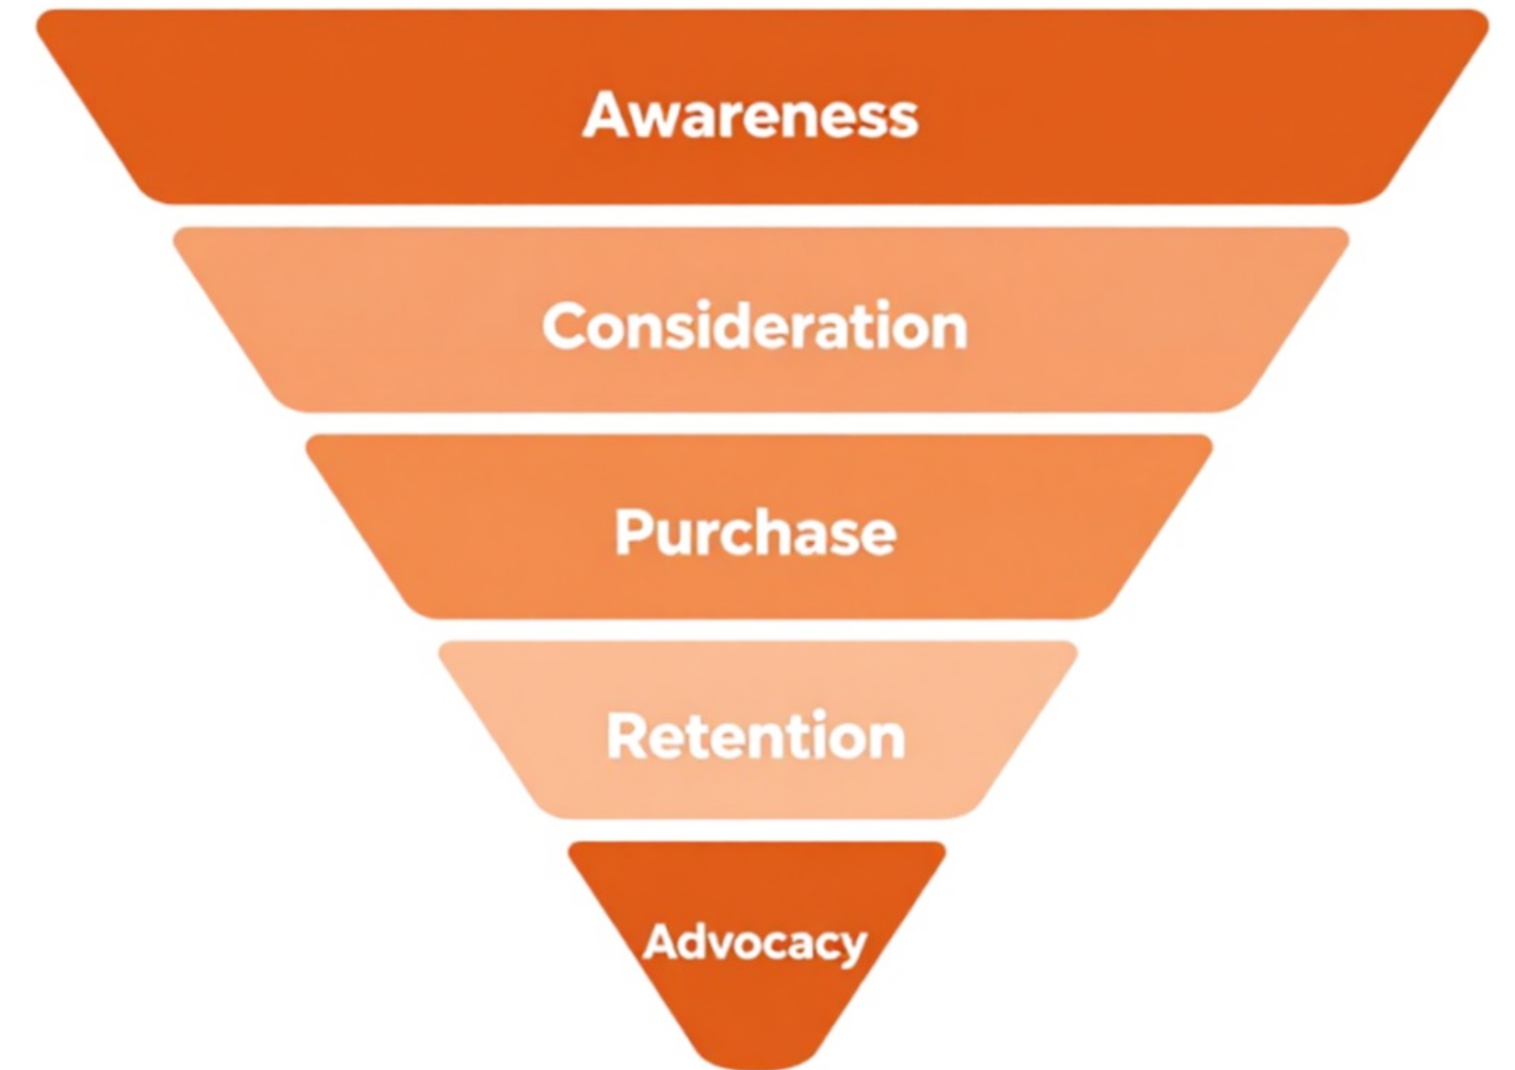 Awareness
Consideration
Purchase
Retention
Advocacy